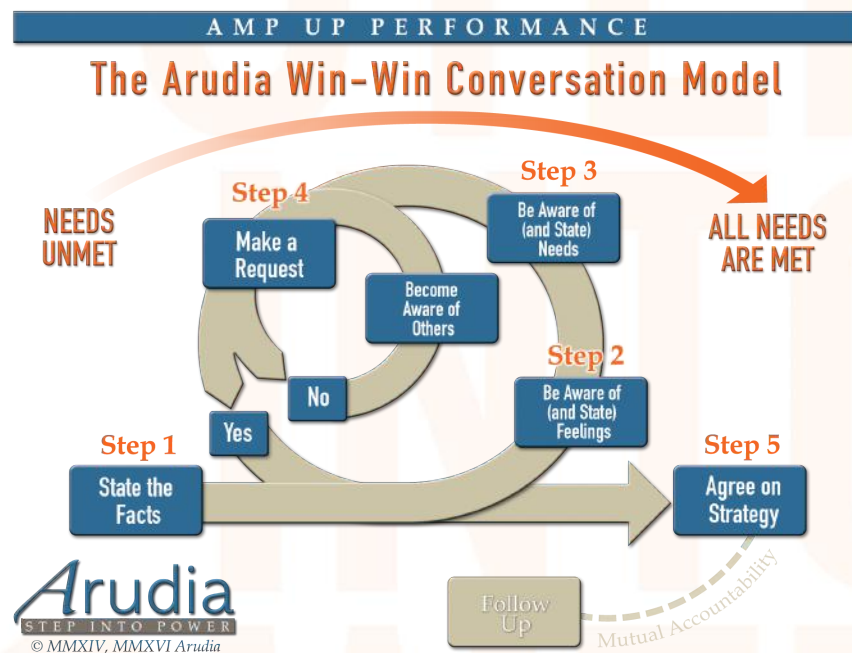 AMP UP PERFORMANCE
The Arudia Win-Win Conversation Model
NEEDS
UNMET
ALL NEEDS
ARE MET
Step 1
State the
Facts
Step 2
Be Aware of
(and State)
Feelings
Step 3
Be Aware of
(and State)
Needs
Step 4
Make a
Request
Become
Aware of
Others
No
Yes
Step 5
Agree on
Strategy
Mutual Accountability
Follow
Up
Arudia
STEP INTO POWER
© MMXIV, MMXVI Arudia